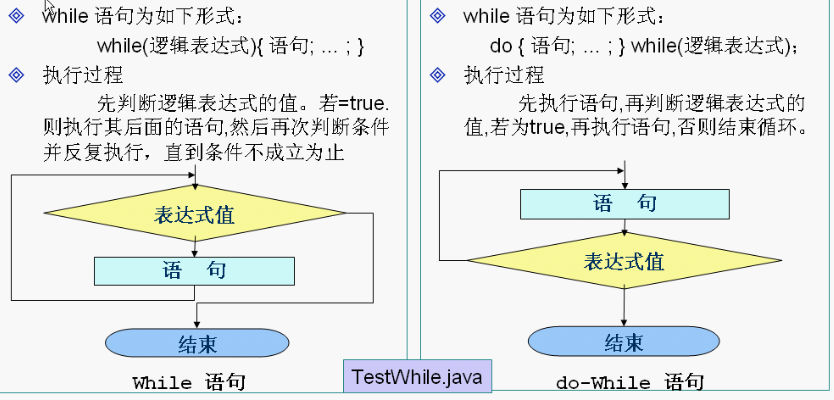 while 语句为如下形式：
while(逻辑表达式){ 语句; ... ; }
执行过程
先判断逻辑表达式的值。若=true.
则执行其后面的语句,然后再次判断条件
并反复执行，直到条件不成立为止
表达式值
语 句
结束
While 语句
while 语句为如下形式：
do { 语句; ... ; } while(逻辑表达式)；
执行过程
先执行语句,再判断逻辑表达式的
值,若为true,再执行语句,否则结束循环。
语 句
表达式值
结束
do-While 语句
TestWhile.java